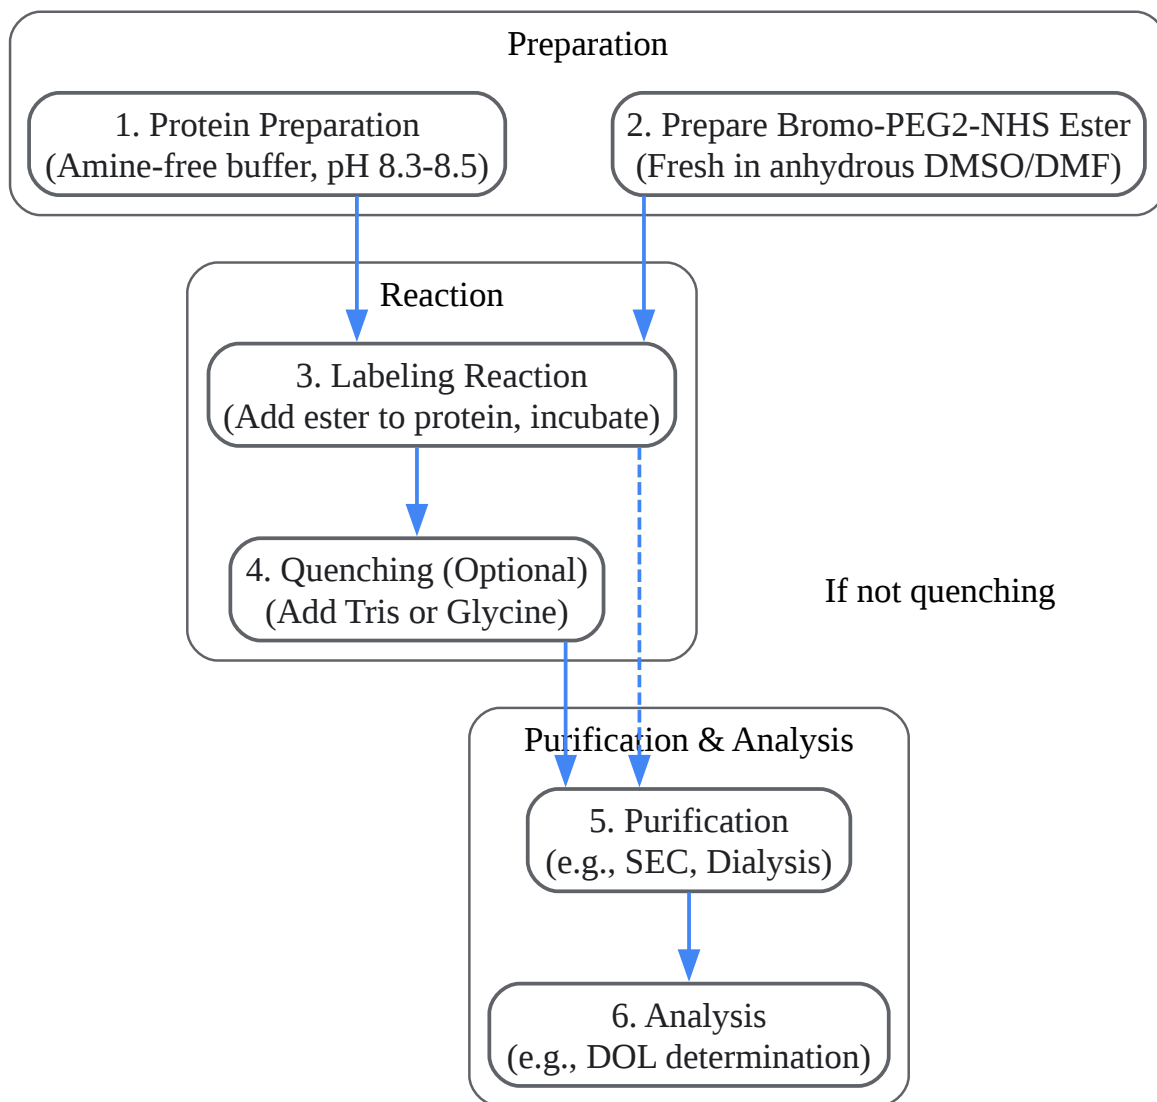 Preparation
1. Protein Preparation
(Amine-free buffer, pH 8.3-8.5)
2. Prepare Bromo-PEG2-NHS Ester
(Fresh in anhydrous DMSO/DMF)
Reaction
3. Labeling Reaction
(Add ester to protein, incubate)
4. Quenching (Optional)
(Add Tris or Glycine)
If not quenching
Purification & Analysis
5. Purification
(e.g., SEC, Dialysis)
6. Analysis
(e.g., DOL determination)